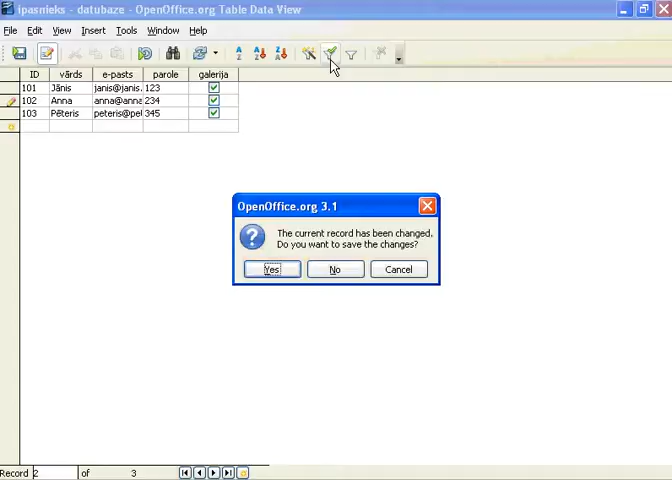 ipasnieks - datubaze - OpenOffice.org Table Data View
File Edit View Insert Tools Window Help
ID vārds e-pasts parole galerija
101 Jānis janis@janis. 123
102 Anna anna@anna 234
103 Pēteris peteris@pel 345
OpenOffice.org 3.1
The current record has been changed.
Do you want to save the changes?
Yes No Cancel
Record 2 of 3